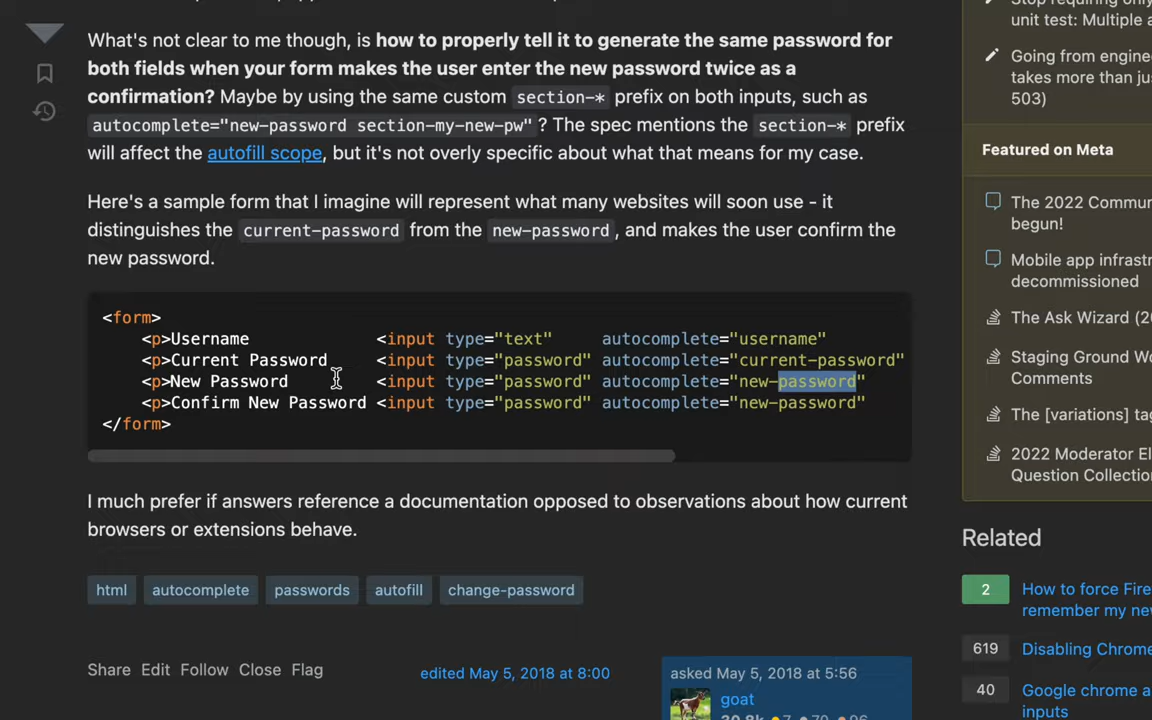 What's not clear to me though, is how to properly tell it to generate the same password for
both fields when your form makes the user enter the new password twice as a
confirmation? Maybe by using the same custom section-* prefix on both inputs, such as
autocomplete="new-password section-my-new-pw" ? The spec mentions the section-* prefix
will affect the autofill scope, but it's not overly specific about what that means for my case.
Here's a sample form that I imagine will represent what many websites will soon use - it
distinguishes the current-password from the new-password , and makes the user confirm the
new password.
<form>
<p>Username <input type="text" autocomplete="username"
<p>Current Password <input type="password" autocomplete="current-password"
<p>New Password <input type="password" autocomplete="new-password"
<p>Confirm New Password <input type="password" autocomplete="new-password"
</form>
I much prefer if answers reference a documentation opposed to observations about how current
browsers or extensions behave.
html autocomplete passwords autofill change-password
Share Edit Follow Close Flag
edited May 5, 2018 at 8:00
asked May 5, 2018 at 5:56
goat
unit test: Multiple a
Going from engine
takes more than jus
503)
Featured on Meta
The 2022 Commun
begun!
Mobile app infrast
decommissioned
The Ask Wizard (20
Staging Ground Wo
Comments
The [variations] tag
2022 Moderator El
Question Collectio
Related
2 How to force Fire
remember my new
619 Disabling Chrome
40 Google chrome a
inputs